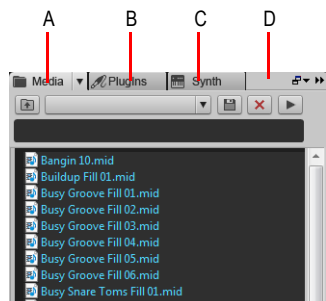 A B C D
Media PlugIns Synth
Bangin 10.mid
Buildup Fill 01.mid
Busy Groove Fill 01.mid
Busy Groove Fill 02.mid
Busy Groove Fill 03.mid
Busy Groove Fill 04.mid
Busy Groove Fill 05.mid
Busy Groove Fill 06.mid
Busy Snare Toms Fill 01.mid